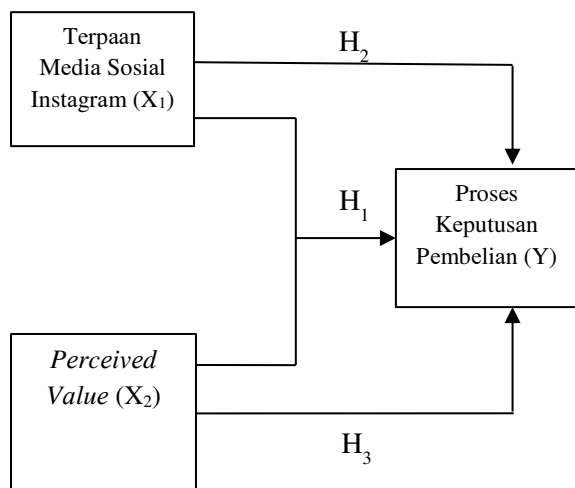 Terpaan
Media Sosial
Instagram (X₁)
H₂
H₁
Proses
Keputusan
Pembelian (Y)
Perceived
Value (X₂)
H₃